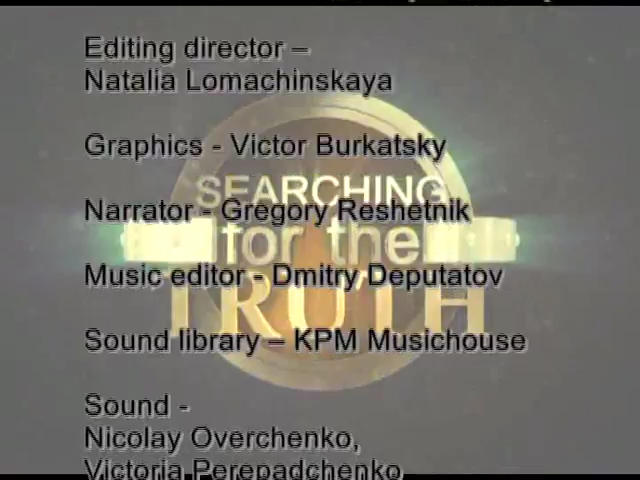 Editing director –
Natalia Lomachinskaya
Graphics - Victor Burkatsky
SEARCHING
Narrator - Gregory Reshetnik
for the
Music editor - Dmitry Deputatov
TRUTH
Sound library – KPM Musichouse
Sound -
Nicolay Overchenko,
Victoria Perepadchenko